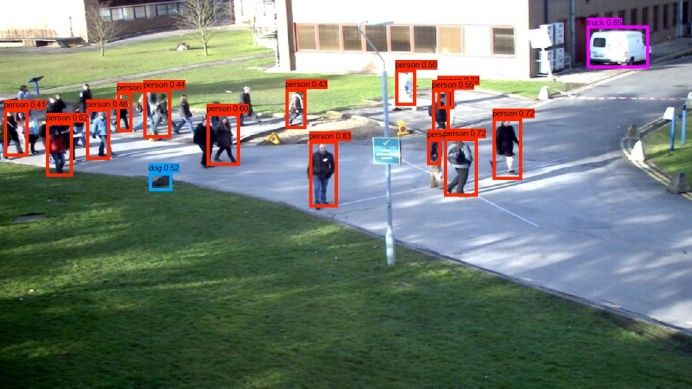 truck 0.65
person 0.50
person 0.44
person
person 0.43
person 0.55
person 0.41
person 0.46
person 0.60
person 0.62
person 0.72
person 0.83
person 0.72
dog 0.52